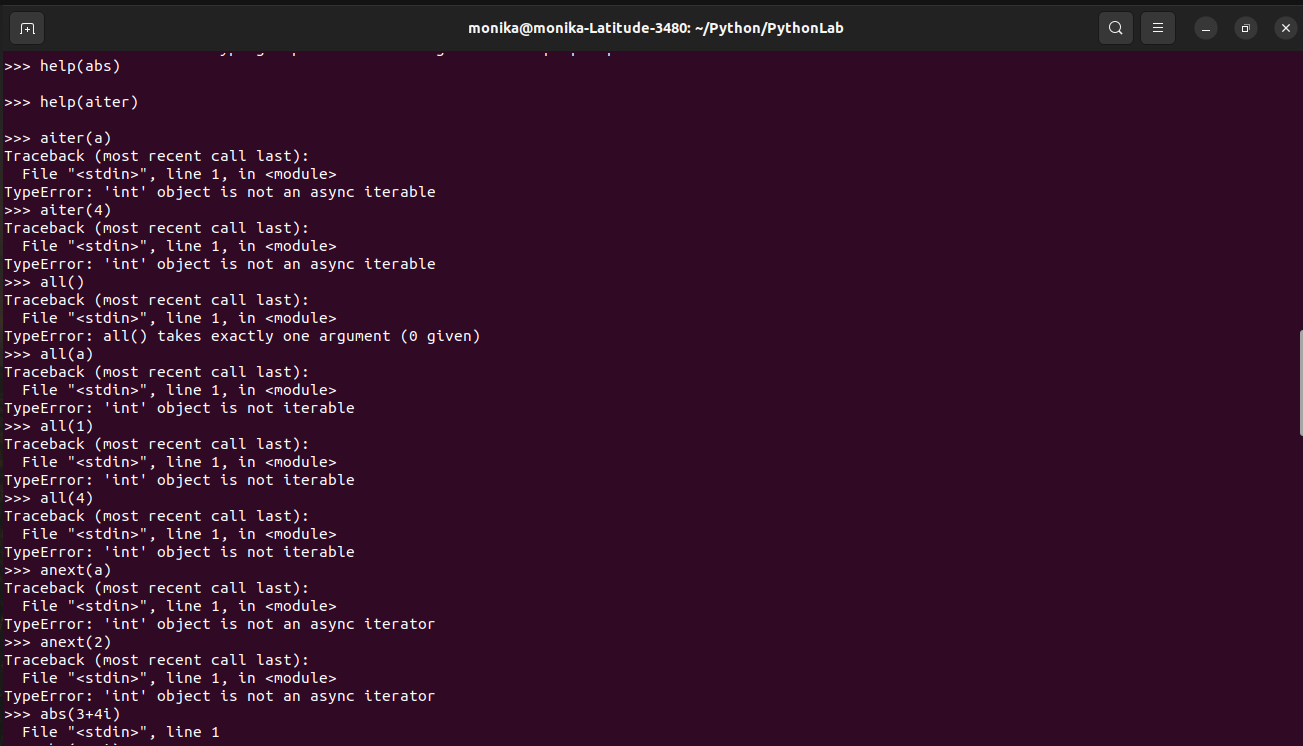 monika@monika-Latitude-3480: ~/Python/PythonLab
>>> help(abs)
>>> help(aiter)
>>> aiter(a)
Traceback (most recent call last):
  File "<stdin>", line 1, in <module>
TypeError: 'int' object is not an async iterable
>>> aiter(4)
Traceback (most recent call last):
  File "<stdin>", line 1, in <module>
TypeError: 'int' object is not an async iterable
>>> all()
Traceback (most recent call last):
  File "<stdin>", line 1, in <module>
TypeError: all() takes exactly one argument (0 given)
>>> all(a)
Traceback (most recent call last):
  File "<stdin>", line 1, in <module>
TypeError: 'int' object is not iterable
>>> all(1)
Traceback (most recent call last):
  File "<stdin>", line 1, in <module>
TypeError: 'int' object is not iterable
>>> all(4)
Traceback (most recent call last):
  File "<stdin>", line 1, in <module>
TypeError: 'int' object is not iterable
>>> anext(a)
Traceback (most recent call last):
  File "<stdin>", line 1, in <module>
TypeError: 'int' object is not an async iterator
>>> anext(2)
Traceback (most recent call last):
  File "<stdin>", line 1, in <module>
TypeError: 'int' object is not an async iterator
>>> abs(3+4i)
  File "<stdin>", line 1